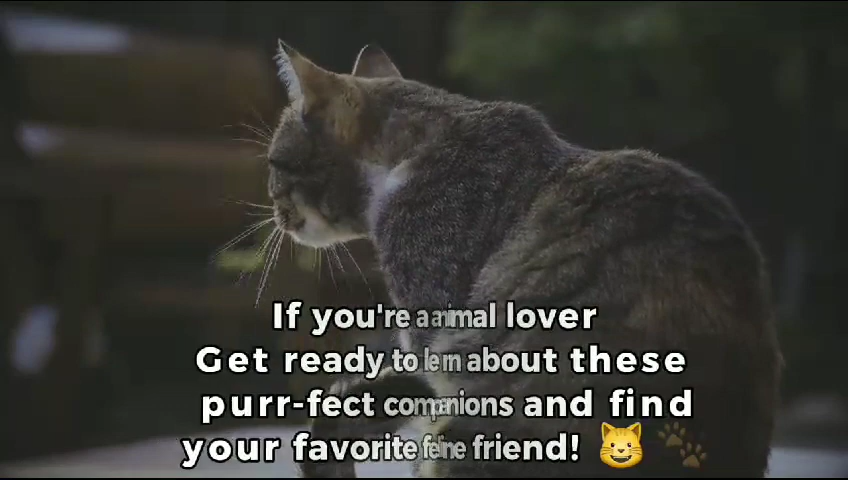 If you're a animal lover
Get ready to learn about these
purr-fect companions and find
your favorite feline friend! 😺 🐾